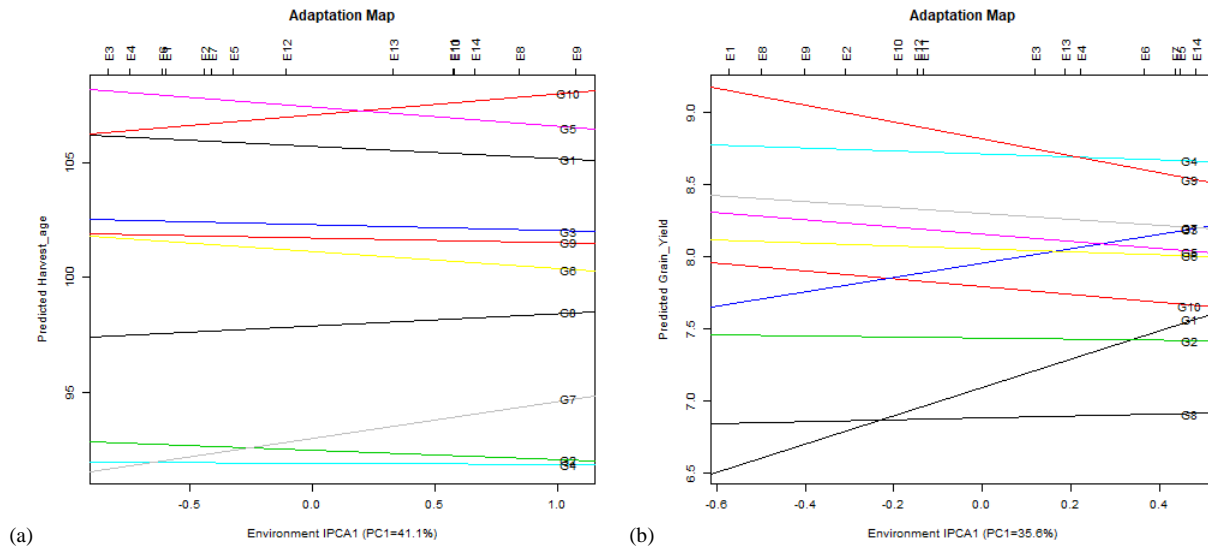 Adaptation Map
E3 E4 E6 E1 E2 E7 E5 E12 E13 E10 E14 E8 E9
Predicted Harvest_age
105
100
95
G10
G5
G1
G3
G9
G6
G8
G7
G2
G4
-0.5 0.0 0.5 1.0
Environment IPCA1 (PC1=41.1%)
(a)
Adaptation Map
E1 E8 E9 E2 E10 E12 E11 E3 E13 E4 E6 E7 E5 E14
Predicted Grain_Yield
9.0
8.5
8.0
7.5
7.0
6.5
G4
G9
G7
G3
G5
G6
G10
G1
G2
G8
-0.6 -0.4 -0.2 0.0 0.2 0.4
Environment IPCA1 (PC1=35.6%)
(b)